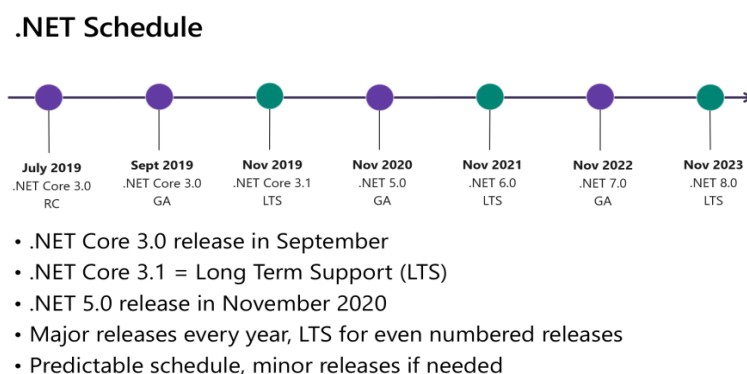 .NET Schedule
July 2019
.NET Core 3.0
RC
Sept 2019
.NET Core 3.0
GA
Nov 2019
.NET Core 3.1
LTS
Nov 2020
.NET 5.0
GA
Nov 2021
.NET 6.0
LTS
Nov 2022
.NET 7.0
GA
Nov 2023
.NET 8.0
LTS
• .NET Core 3.0 release in September
• .NET Core 3.1 = Long Term Support (LTS)
• .NET 5.0 release in November 2020
• Major releases every year, LTS for even numbered releases
• Predictable schedule, minor releases if needed